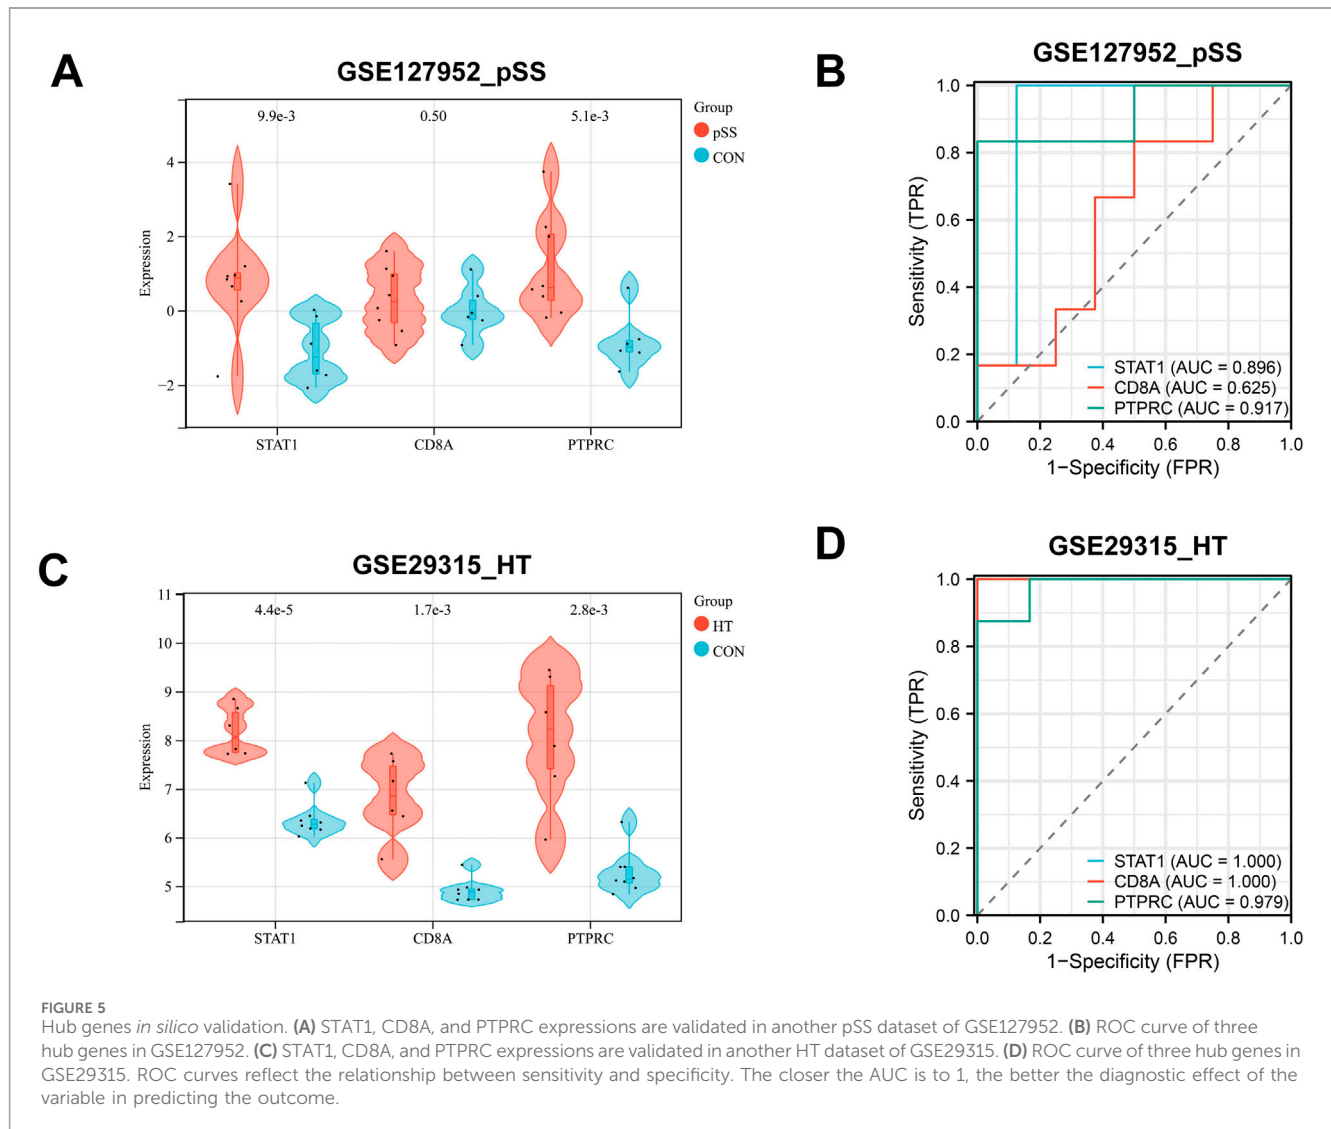 A
GSE127952_pSS
9.9e-3
0.50
5.1e-3
Group
pSS
CON
4
2
0
−2
Expression
STAT1
CD8A
PTPRC
B
GSE127952_pSS
1.0
0.8
0.6
0.4
0.2
0.0
Sensitivity (TPR)
STAT1 (AUC = 0.896)
CD8A (AUC = 0.625)
PTPRC (AUC = 0.917)
0.0
0.2
0.4
0.6
0.8
1.0
1−Specificity (FPR)
C
GSE29315_HT
4.4e-5
1.7e-3
2.8e-3
Group
HT
CON
11
10
9
8
7
6
5
Expression
STAT1
CD8A
PTPRC
D
GSE29315_HT
1.0
0.8
0.6
0.4
0.2
0.0
Sensitivity (TPR)
STAT1 (AUC = 1.000)
CD8A (AUC = 1.000)
PTPRC (AUC = 0.979)
0.0
0.2
0.4
0.6
0.8
1.0
1−Specificity (FPR)
FIGURE 5
Hub genes in silico validation. (A) STAT1, CD8A, and PTPRC expressions are validated in another pSS dataset of GSE127952. (B) ROC curve of three
hub genes in GSE127952. (C) STAT1, CD8A, and PTPRC expressions are validated in another HT dataset of GSE29315. (D) ROC curve of three hub genes in
GSE29315. ROC curves reflect the relationship between sensitivity and specificity. The closer the AUC is to 1, the better the diagnostic effect of the
variable in predicting the outcome.